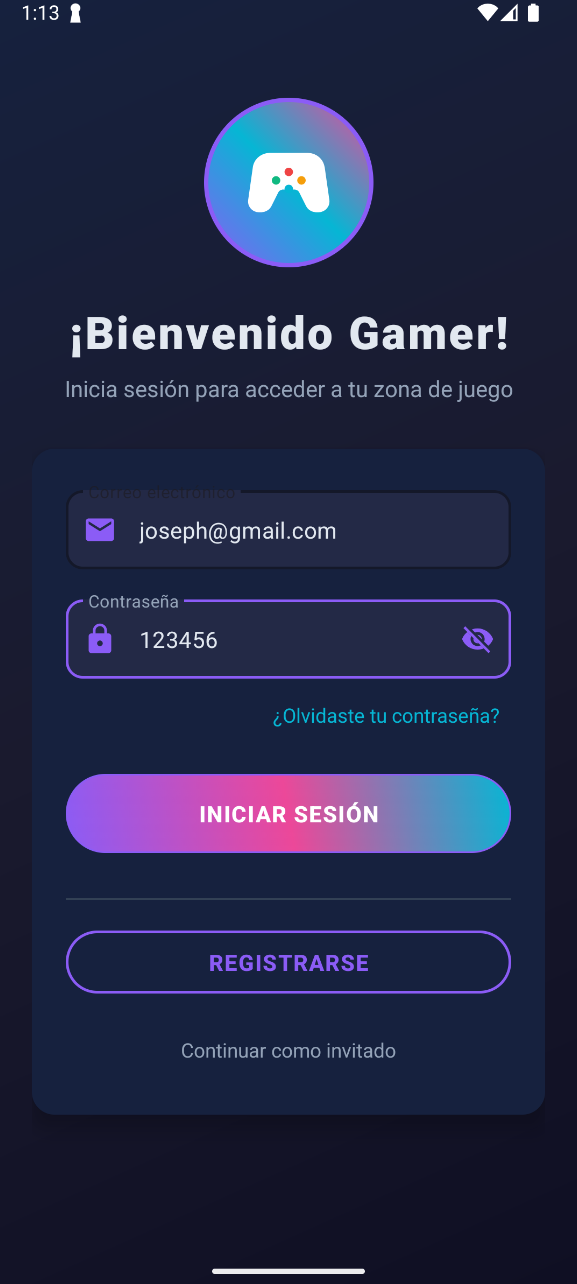 1:13
¡Bienvenido Gamer!
Inicia sesión para acceder a tu zona de juego
Correo electrónico
joseph@gmail.com
Contraseña
123456
¿Olvidaste tu contraseña?
INICIAR SESIÓN
REGISTRARSE
Continuar como invitado